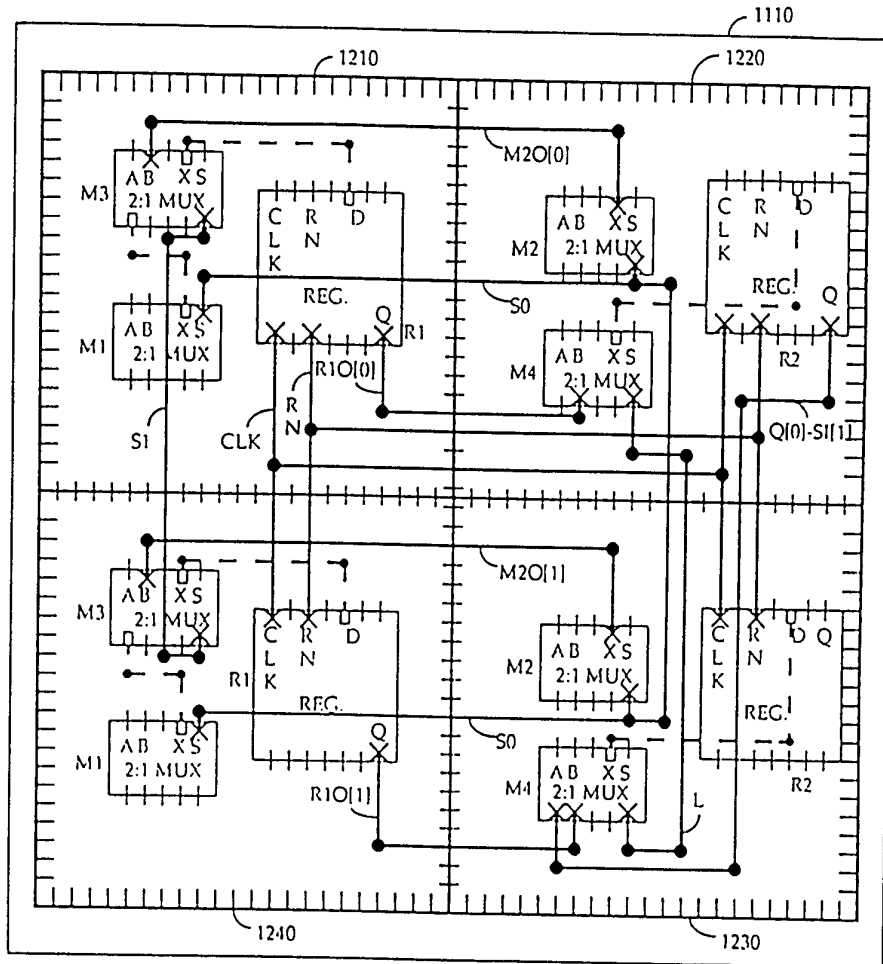 1110
1210
1220
M2O[0]
M3
A B X S
2:1 MUX
C
L
K
R
N
D
REG.
Q
R1
M2
A B X S
2:1 MUX
C
L
K
R
N
D
REG.
Q
R2
S0
M1
A B X S
2:1 MUX
M4
A B X S
2:1 MUX
S1
CLK
R
N
R1O[0]
Q[0]-SI[1]
M2O[1]
M3
A B X S
2:1 MUX
R1
C
L
K
R
N
D
REG.
Q
M2
A B X S
2:1 MUX
C
L
K
R
N
D Q
REG.
R2
S0
M1
A B X S
2:1 MUX
R1O[1]
M4
A B X S
2:1 MUX
L
1240
1230